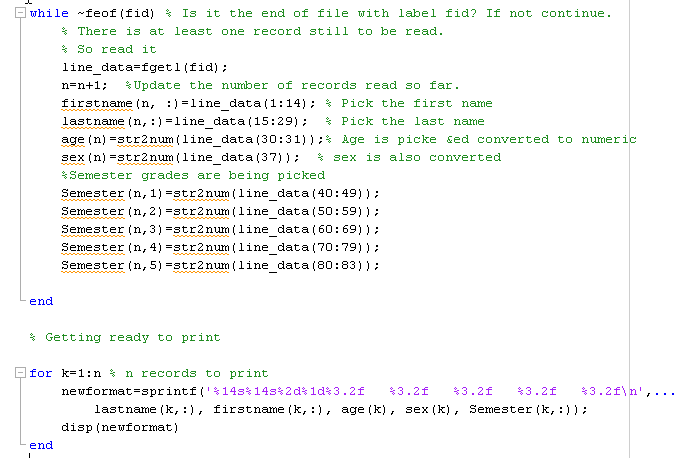 while ~feof(fid) % Is it the end of file with label fid? If not continue.
% There is at least one record still to be read.
% So read it
line_data=fgetl(fid);
n=n+1;  %Update the number of records read so far.
firstname(n, :)=line_data(1:14); % Pick the first name
lastname(n,:)=line_data(15:29);  % Pick the last name
age(n)=str2num(line_data(30:31));% Age is picke &ed converted to numeric
sex(n)=str2num(line_data(37));  % sex is also converted
%Semester grades are being picked
Semester(n,1)=str2num(line_data(40:49));
Semester(n,2)=str2num(line_data(50:59));
Semester(n,3)=str2num(line_data(60:69));
Semester(n,4)=str2num(line_data(70:79));
Semester(n,5)=str2num(line_data(80:83));
end
% Getting ready to print
for k=1:n % n records to print
newformat=sprintf('%14s%14s%2d%1d%3.2f   %3.2f   %3.2f   %3.2f   %3.2f\n',...
lastname(k,:), firstname(k,:), age(k), sex(k), Semester(k,:));
disp(newformat)
end